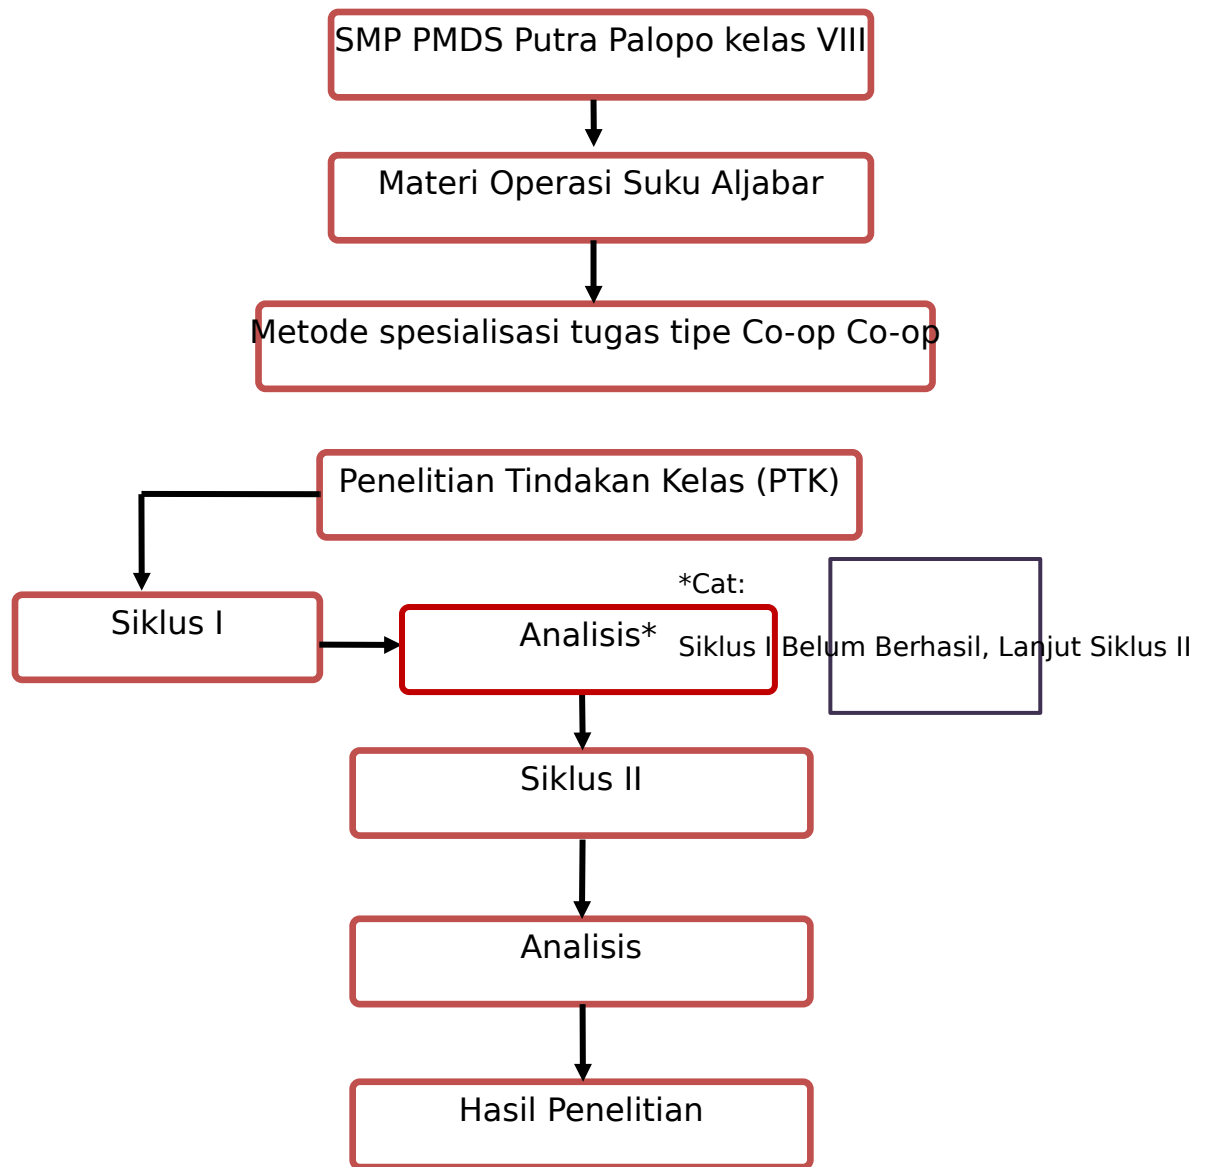 SMP PMDS Putra Palopo kelas VIII
Materi Operasi Suku Aljabar
Metode spesialisasi tugas tipe Co-op Co-op
Penelitian Tindakan Kelas (PTK)
Siklus I
Analisis*
*Cat:
Siklus I Belum Berhasil, Lanjut Siklus II
Siklus II
Analisis
Hasil Penelitian